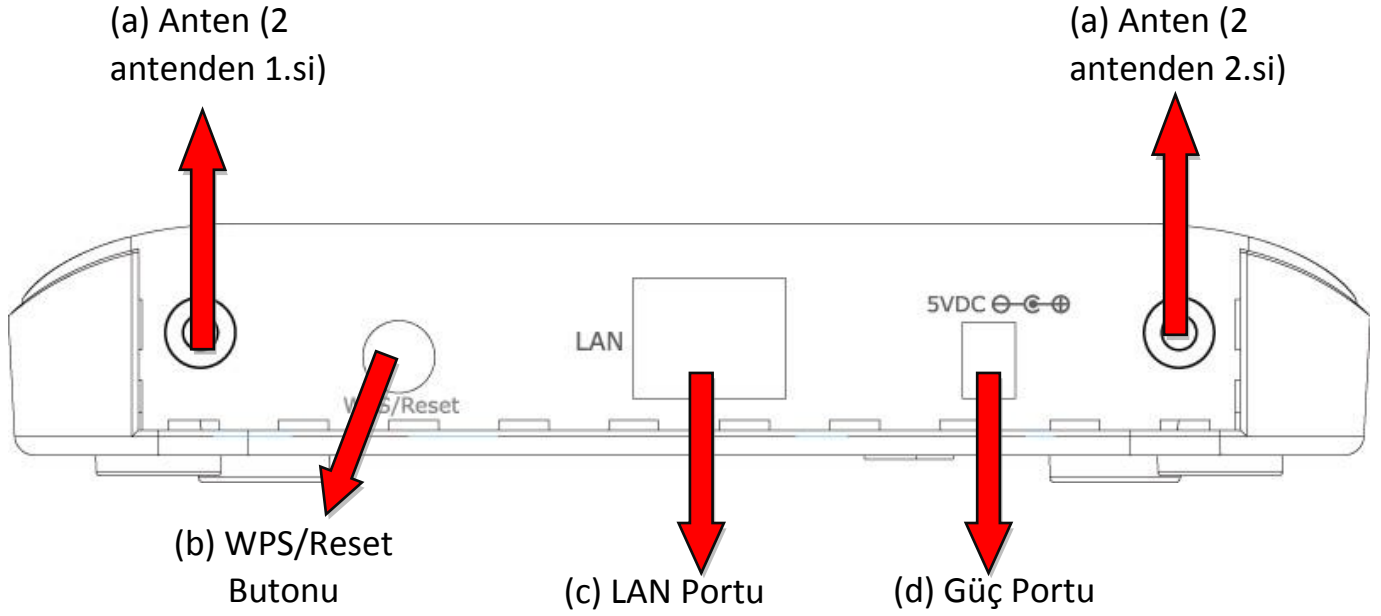 (a) Anten (2
antenden 1.si)
(a) Anten (2
antenden 2.si)
5VDC
LAN
WPS/Reset
(b) WPS/Reset
Butonu
(c) LAN Portu
(d) Güç Portu